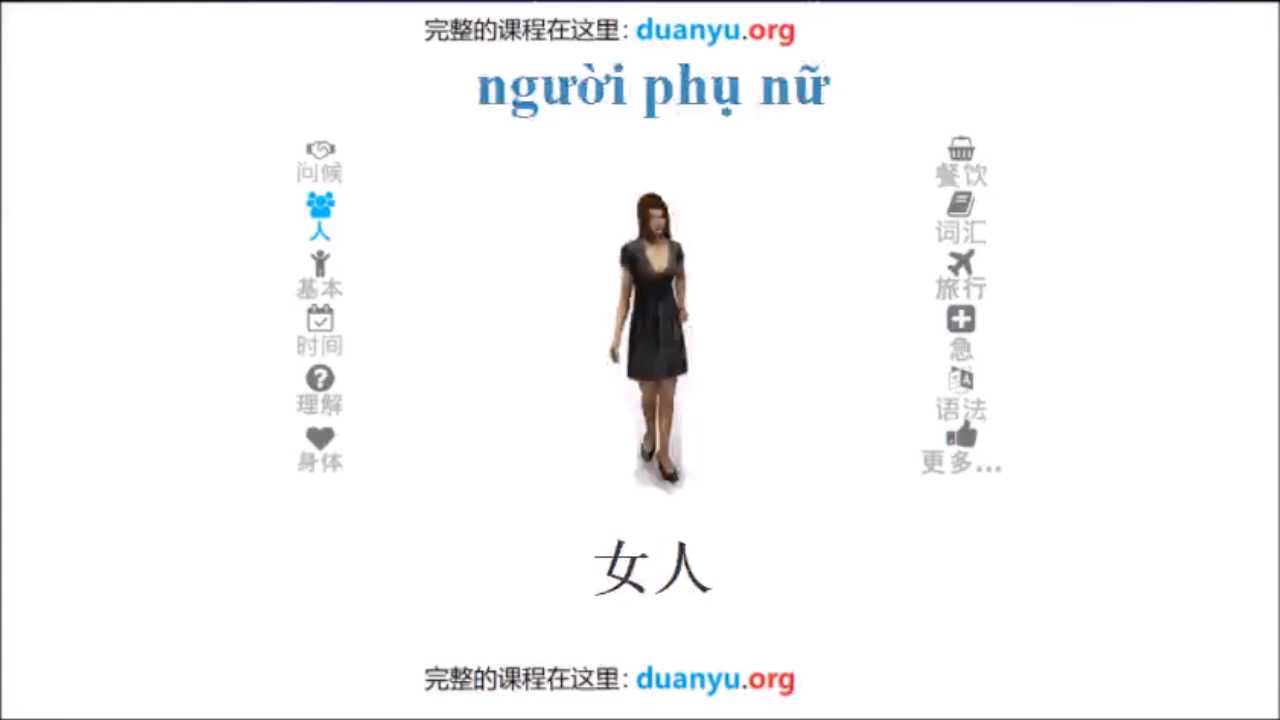 完整的课程在这里: duanyu.org
người phụ nữ
问候
人
基本
时间
理解
身体
餐饮
词汇
旅行
急
语法
更多...
女人
完整的课程在这里: duanyu.org